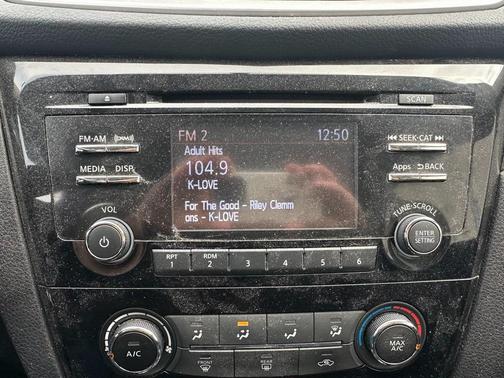 SCAN
FM·AM
SEEK·CAT
MEDIA DISP
Apps BACK
FM 2 12:50
Adult Hits
104.9
K-LOVE
For The Good - Riley Clemm
ons - K-LOVE
VOL
TUNE·SCROLL
ENTER
SETTING
RPT
1
RDM
2
3
4
5
6
A/C
MAX
A/C
FRONT
REAR